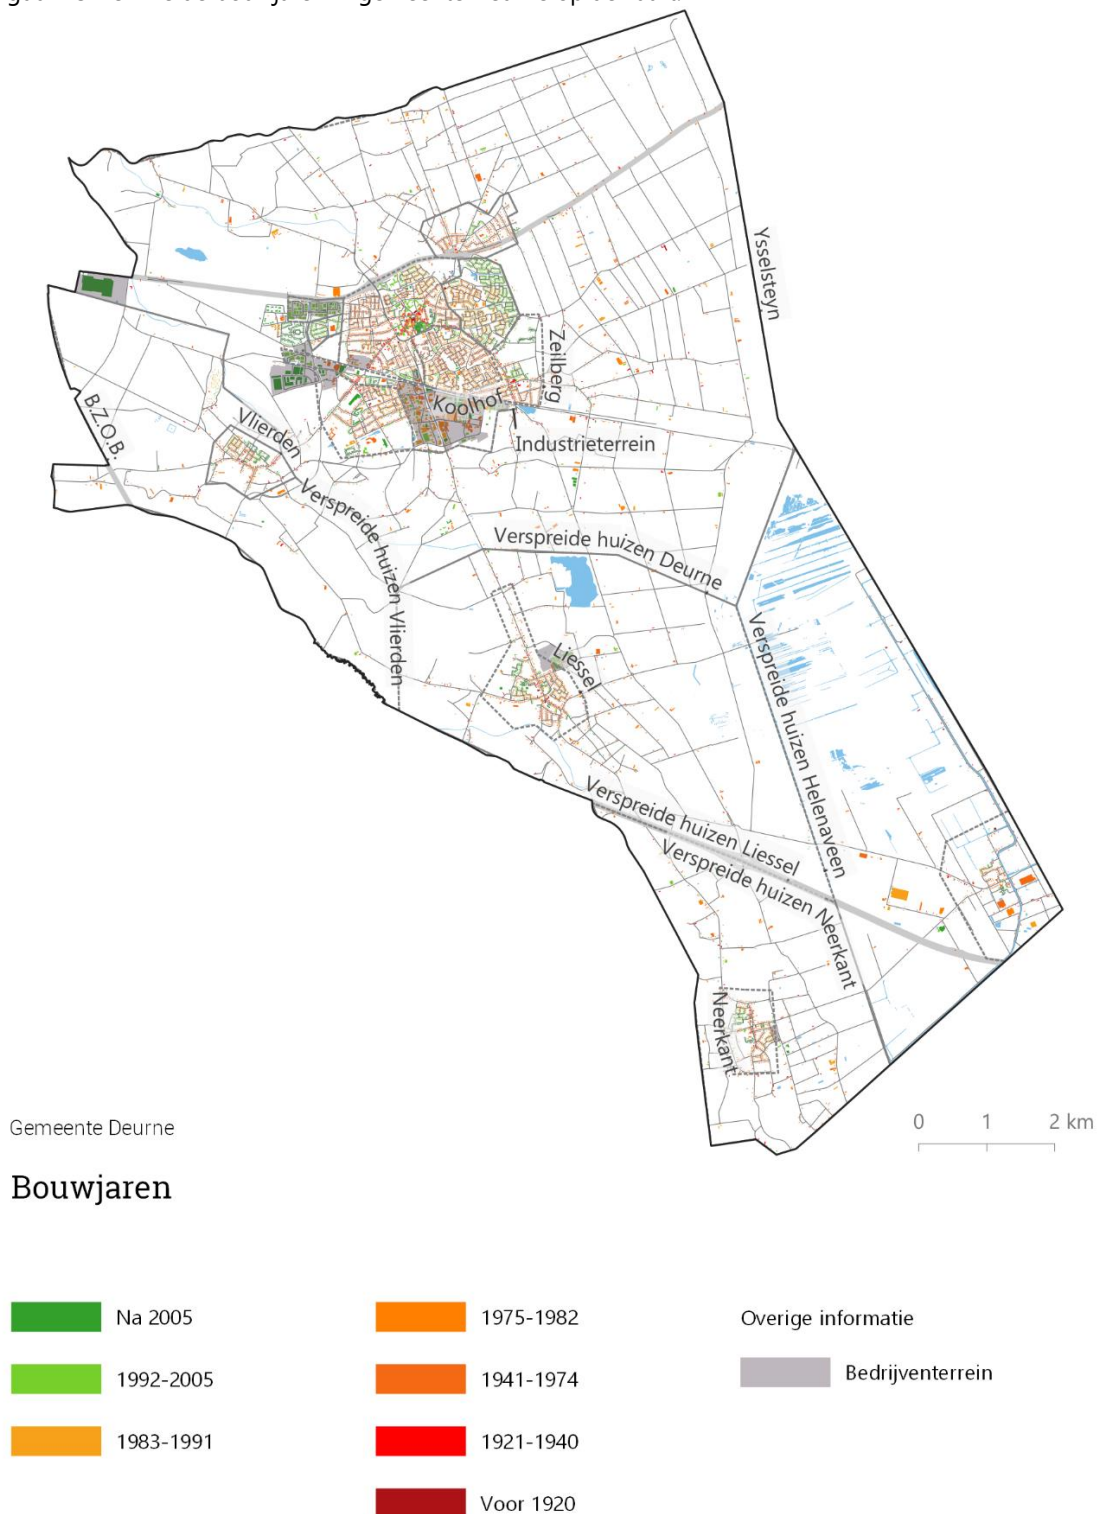 Ysselsteyn
Zeilberg
Koolhof
Industrieterrein
B.Z.O.B.
Vlierden
Verspreide huizen Vlierden
Verspreide huizen Deurne
Liessel
Verspreide huizen Helenaveen
Verspreide huizen Liessel
Verspreide huizen Neerkant
Neerkant
0 1 2 km
Gemeente Deurne
Bouwjaren
Na 2005
1992-2005
1983-1991
1975-1982
1941-1974
1921-1940
Voor 1920
Overige informatie
Bedrijventerrein